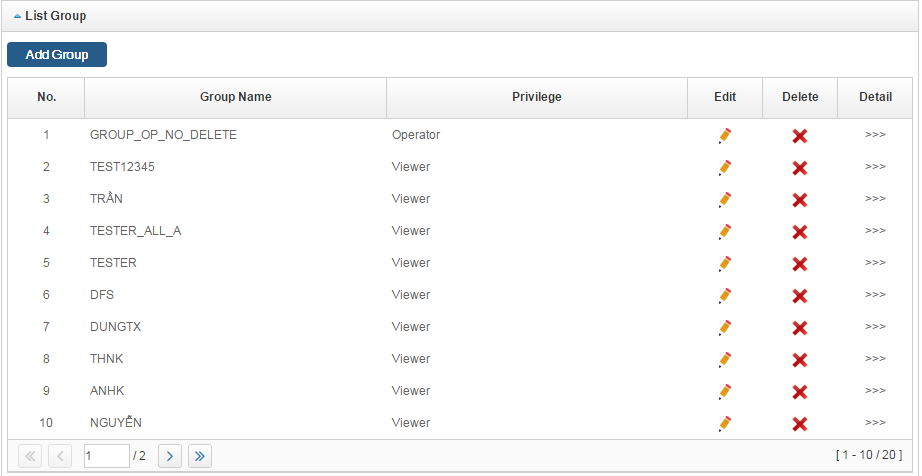 List Group
Add Group
No. Group Name Privilege Edit Delete Detail
1 GROUP_OP_NO_DELETE Operator >>>
2 TEST12345 Viewer >>>
3 TRẦN Viewer >>>
4 TESTER_ALL_A Viewer >>>
5 TESTER Viewer >>>
6 DFS Viewer >>>
7 DUNGTX Viewer >>>
8 THNK Viewer >>>
9 ANHK Viewer >>>
10 NGUYỄN Viewer >>>
1 / 2 [ 1 - 10 / 20 ]